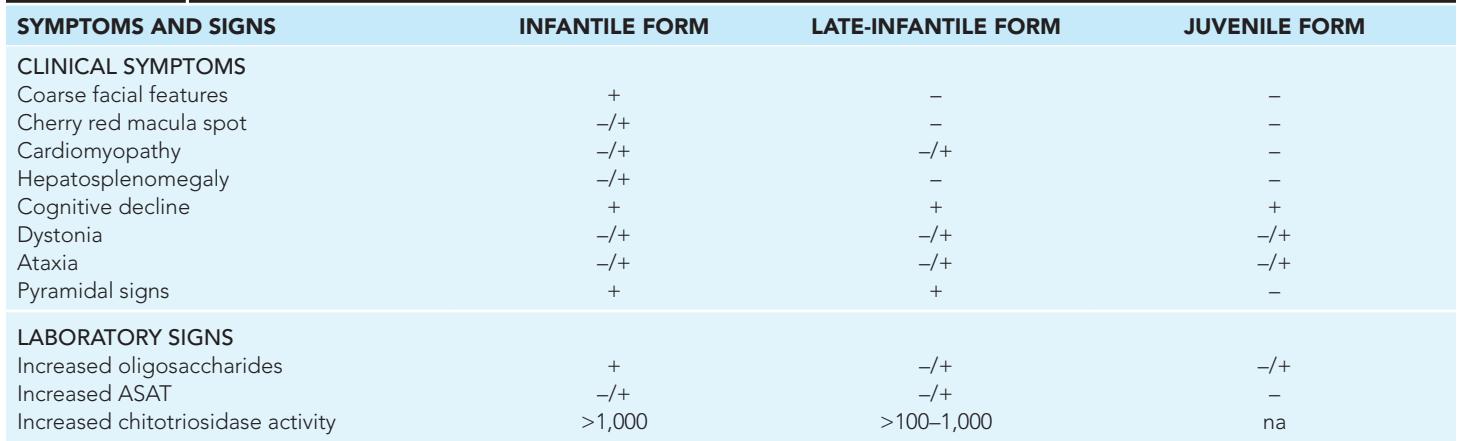 SYMPTOMS AND SIGNS INFANTILE FORM LATE-INFANTILE FORM JUVENILE FORM
CLINICAL SYMPTOMS
Coarse facial features + – –
Cherry red macula spot –/+ – –
Cardiomyopathy –/+ –/+ –
Hepatosplenomegaly –/+ – –
Cognitive decline + + +
Dystonia –/+ –/+ –/+
Ataxia –/+ –/+ –/+
Pyramidal signs + + –
LABORATORY SIGNS
Increased oligosaccharides + –/+ –/+
Increased ASAT –/+ –/+ –
Increased chitotriosidase activity >1,000 >100–1,000 na